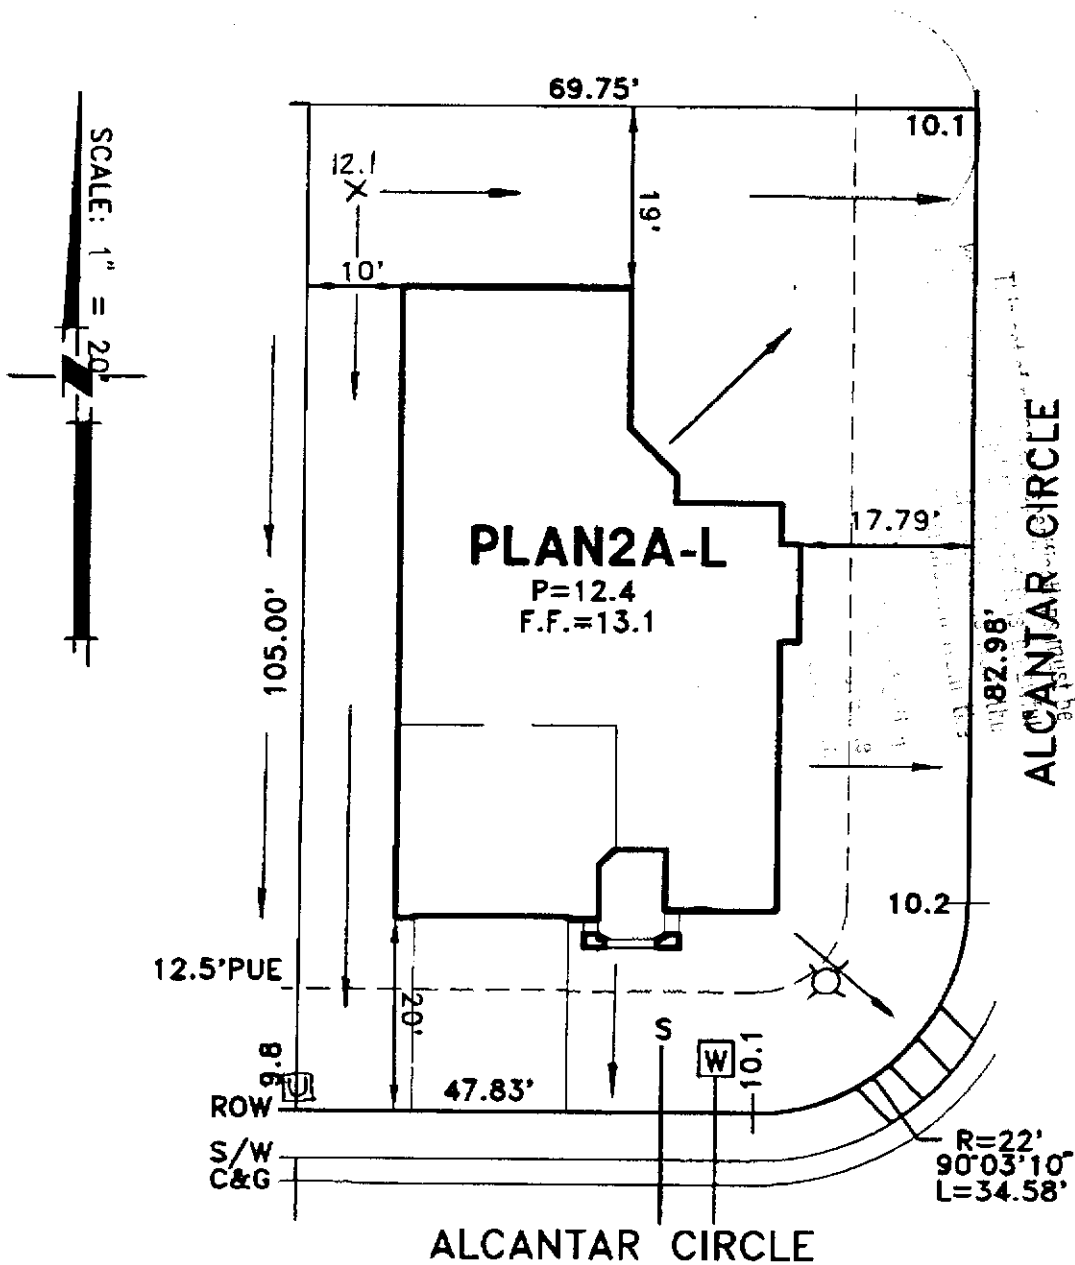 69.75'
10.1
SCALE: 1" = 20'
12.1
19'
10'
17.79'
PLAN2A-L
P=12.4
F.F.=13.1
105.00'
82.98'
ALCANTAR CIRCLE
must be
10.2
12.5'PUE
20'
S
W
10.1
9.8
U
47.83'
ROW
S/W
C&G
R=22'
90°03'10"
L=34.58'
ALCANTAR CIRCLE